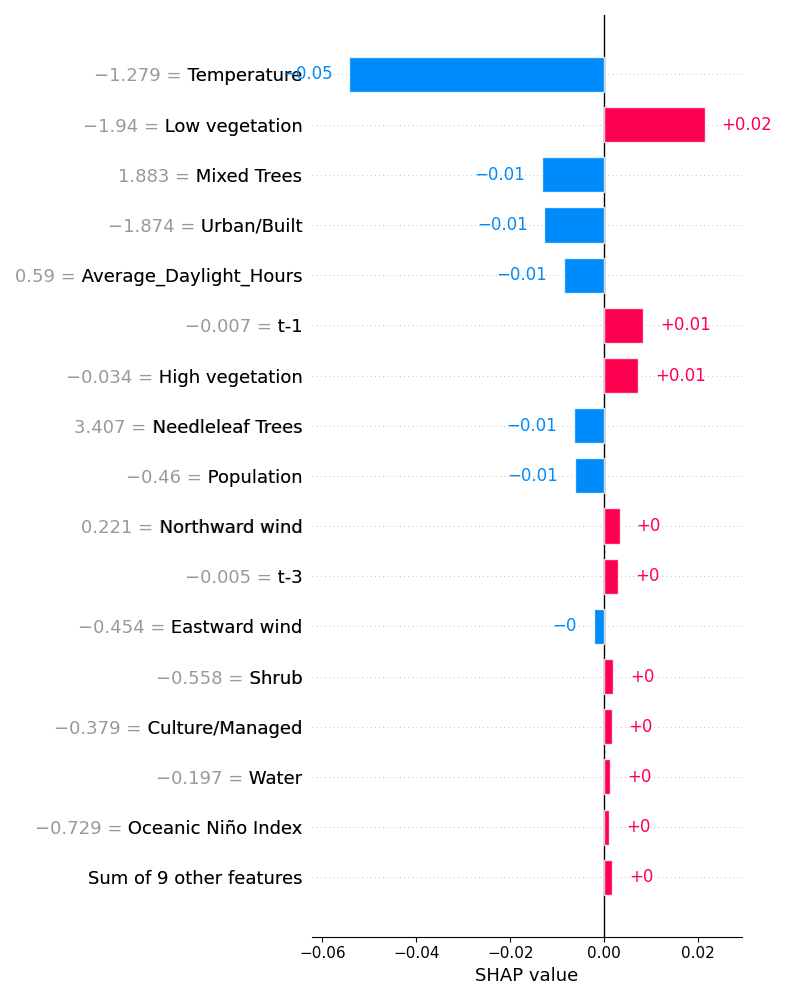 −1.279 = Temperature −0.05
−1.94 = Low vegetation +0.02
1.883 = Mixed Trees −0.01
−1.874 = Urban/Built −0.01
0.59 = Average_Daylight_Hours −0.01
−0.007 = t-1 +0.01
−0.034 = High vegetation +0.01
3.407 = Needleleaf Trees −0.01
−0.46 = Population −0.01
0.221 = Northward wind +0
−0.005 = t-3 +0
−0.454 = Eastward wind −0
−0.558 = Shrub +0
−0.379 = Culture/Managed +0
−0.197 = Water +0
−0.729 = Oceanic Niño Index +0
Sum of 9 other features +0
−0.06 −0.04 −0.02 0.00 0.02
SHAP value